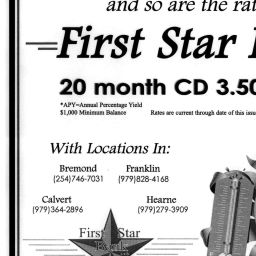 and so are the rat
First Star
20 month CD 3.50
*APY=Annual Percentage Yield
$1,000 Minimum Balance Rates are current through date of this issue
With Locations In:
Bremond Franklin
(254)746-7031 (979)828-4168
Calvert Hearne
(979)364-2896 (979)279-3909
First Star
Bank